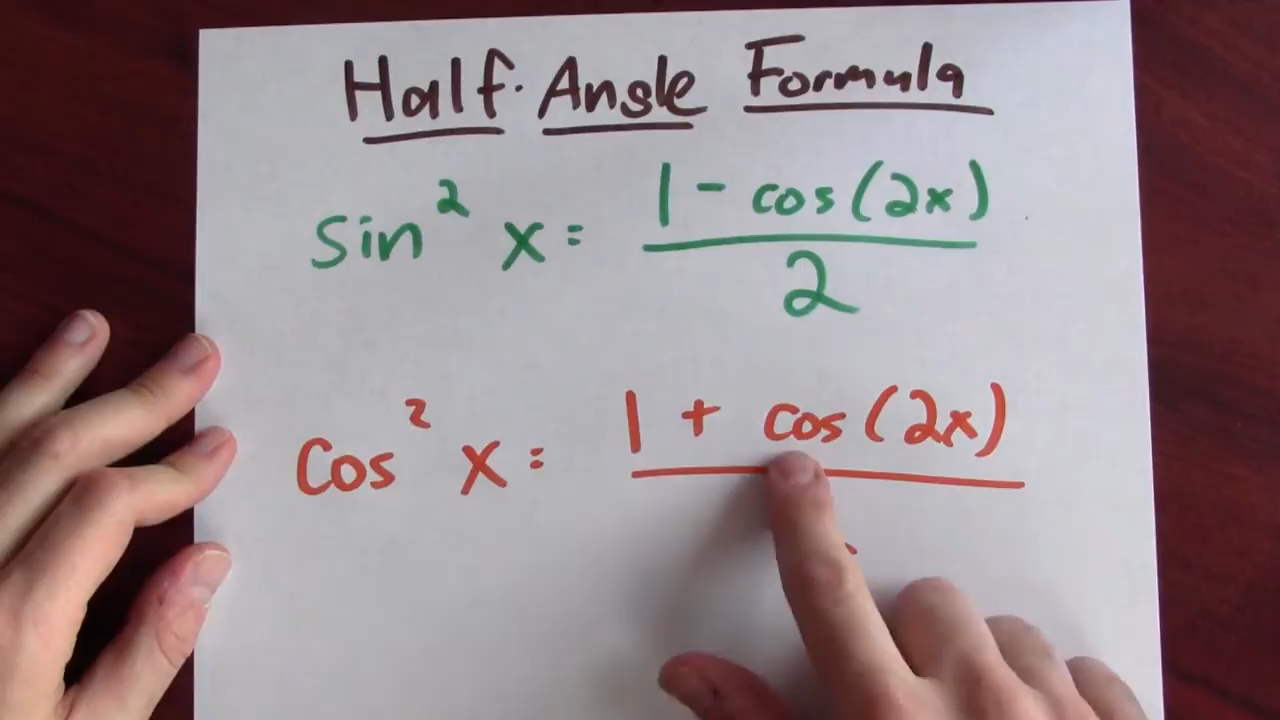 Half-Angle Formula
sin² x = 1 - cos(2x)
2
cos² x = 1 + cos(2x)